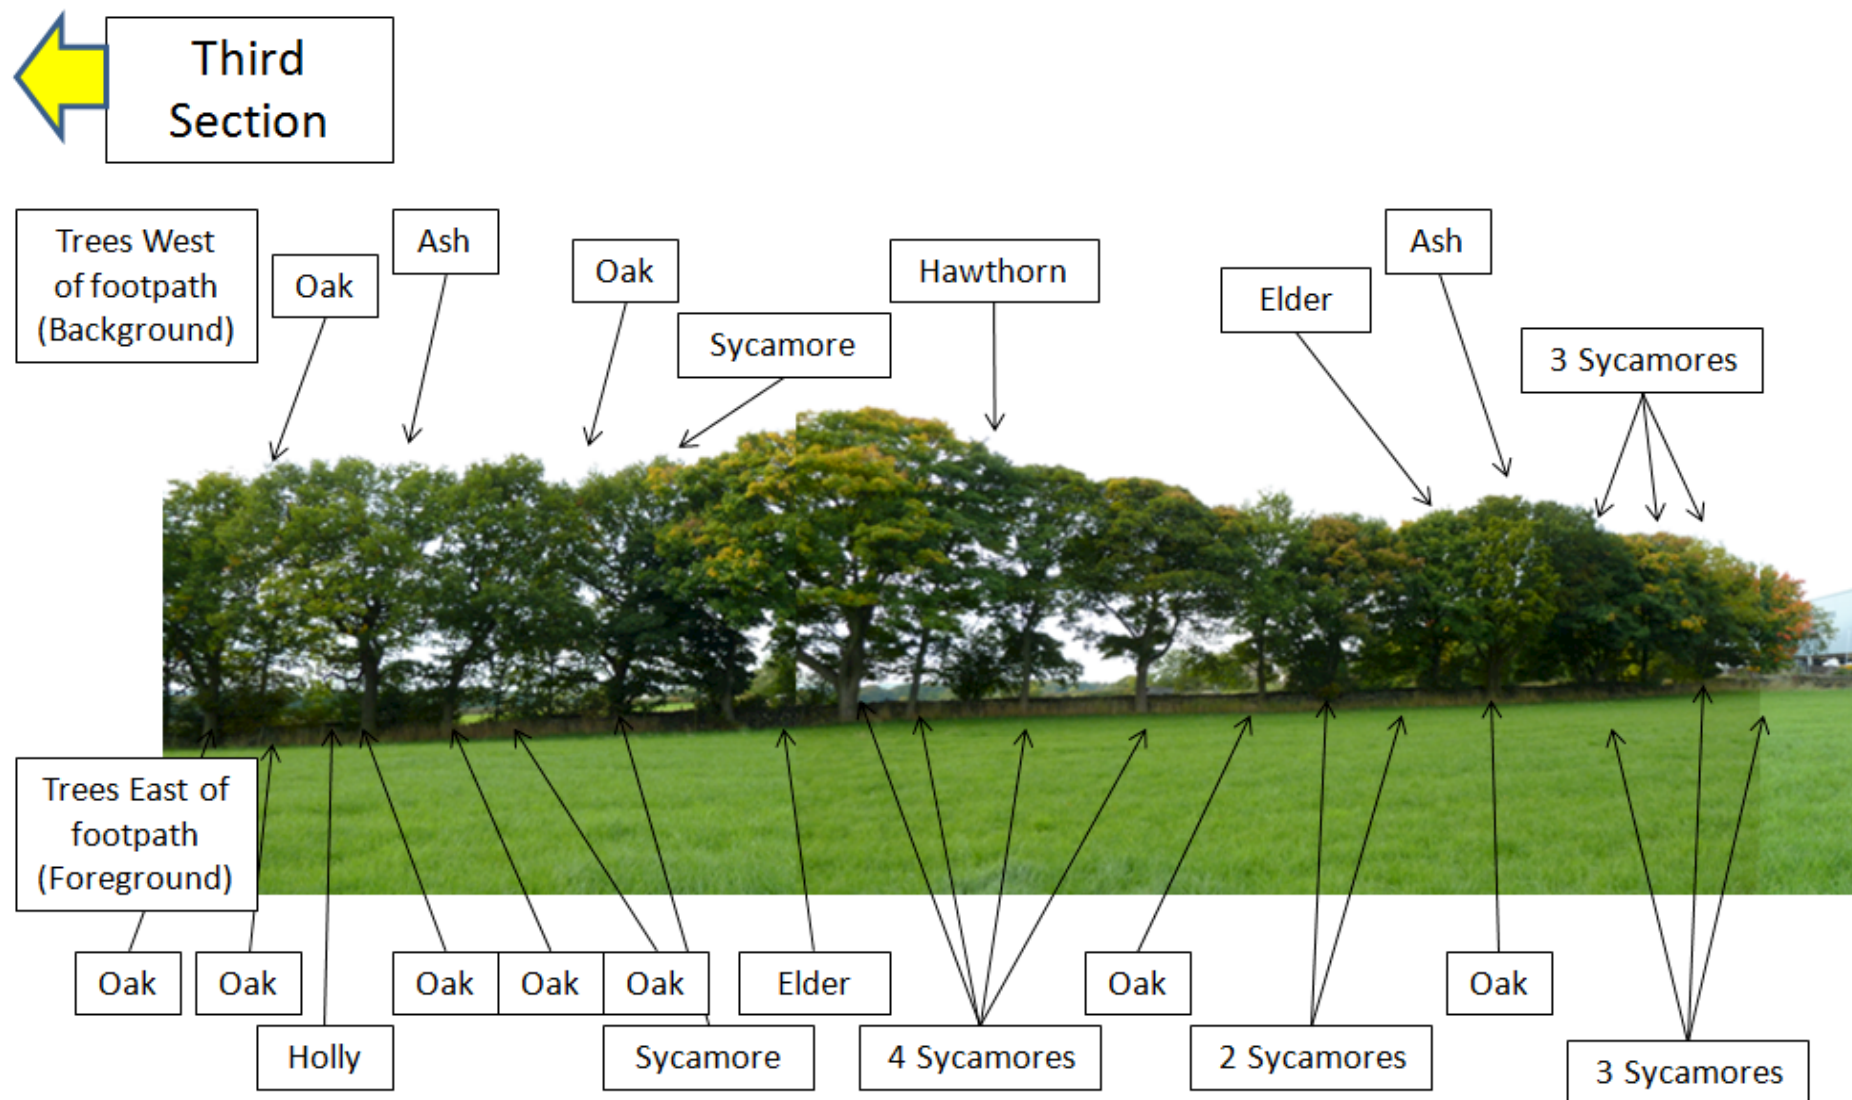 Third
Section
Trees West
of footpath
(Background)
Oak
Ash
Oak
Sycamore
Hawthorn
Elder
Ash
3 Sycamores
Trees East of
footpath
(Foreground)
Oak
Oak
Holly
Oak
Oak
Oak
Sycamore
Elder
4 Sycamores
Oak
2 Sycamores
Oak
3 Sycamores